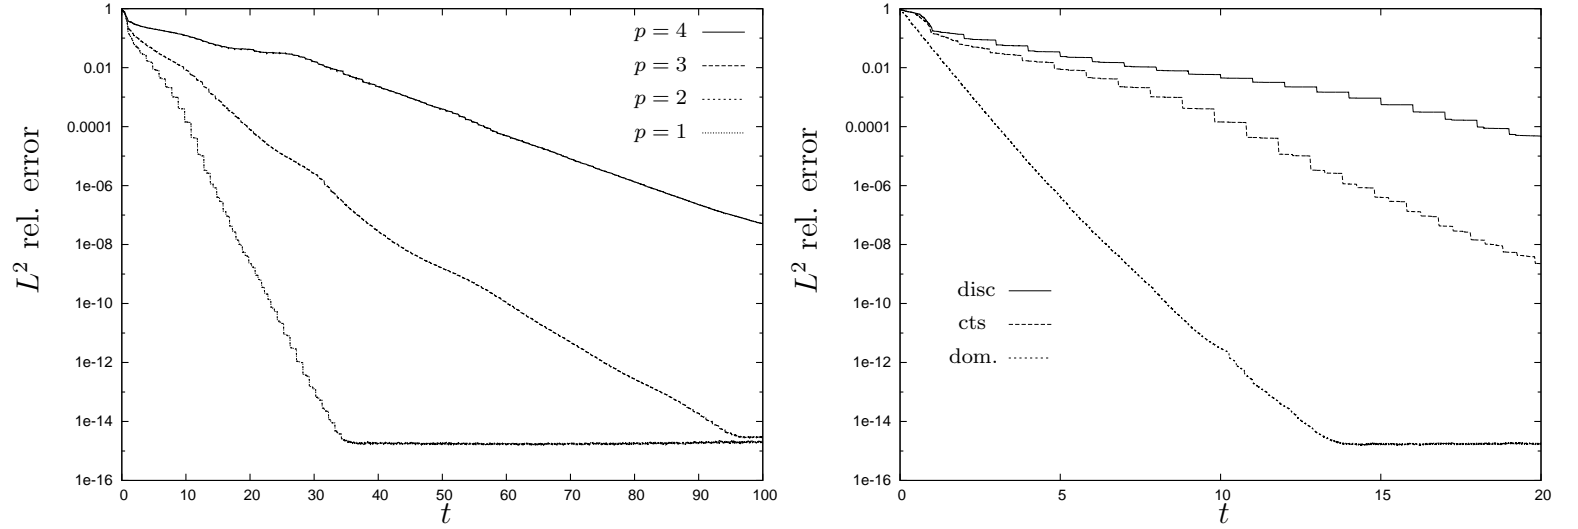 1
0.01
0.0001
1e-06
1e-08
1e-10
1e-12
1e-14
1e-16
L² rel. error
0 10 20 30 40 50 60 70 80 90 100
t
p = 4
p = 3
p = 2
p = 1
1
0.01
0.0001
1e-06
1e-08
1e-10
1e-12
1e-14
1e-16
L² rel. error
0 5 10 15 20
t
disc
cts
dom.